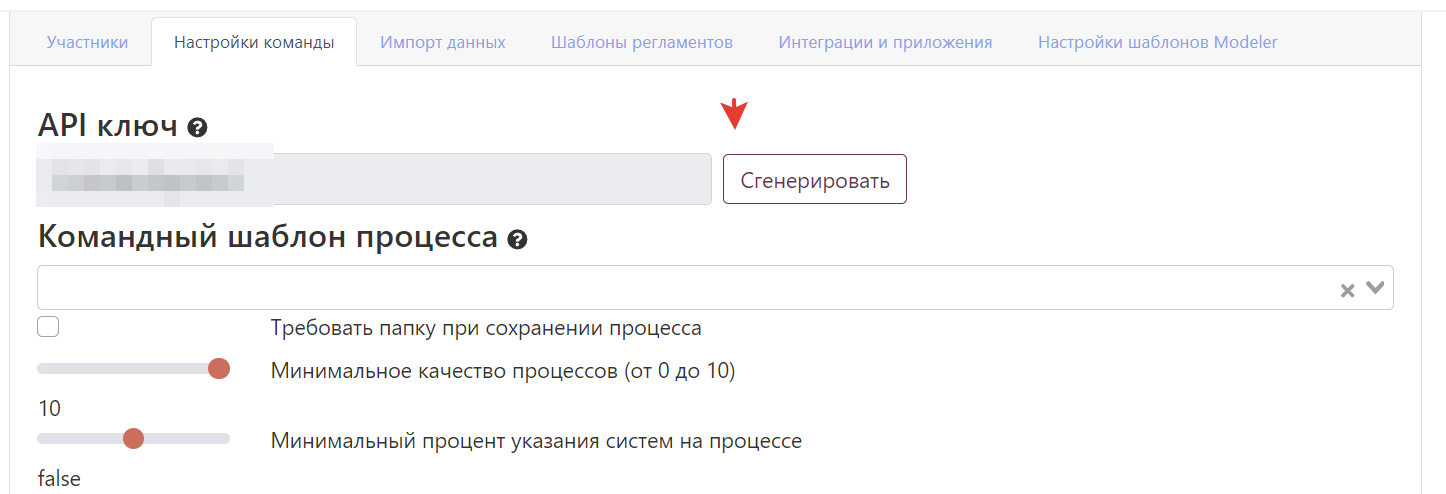 Участники Настройки команды Импорт данных Шаблоны регламентов Интеграции и приложения Настройки шаблонов Modeler
API ключ ?
Сгенерировать
Командный шаблон процесса ?
Требовать папку при сохранении процесса
Минимальное качество процессов (от 0 до 10)
10
Минимальный процент указания систем на процессе
false